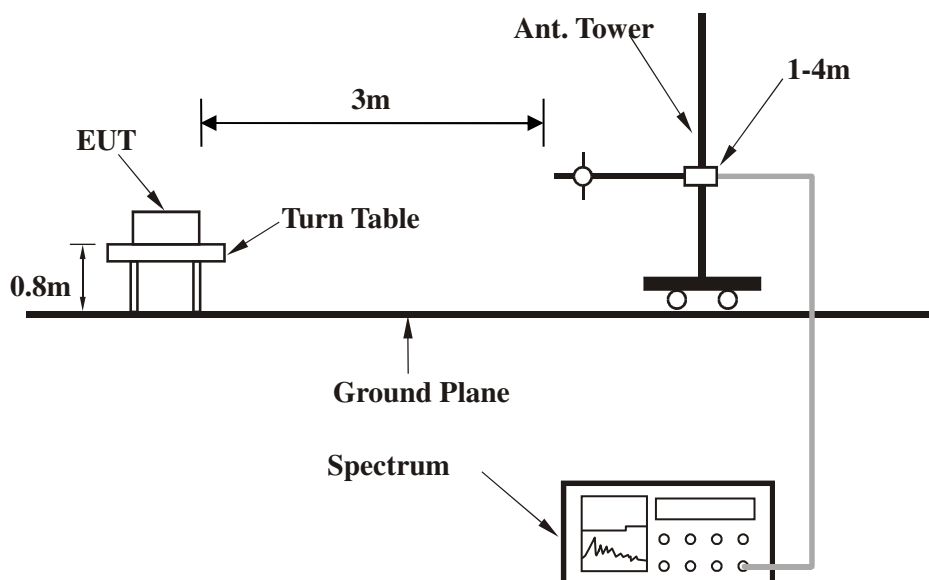 Ant. Tower
1-4m
3m
EUT
Turn Table
0.8m
Ground Plane
Spectrum